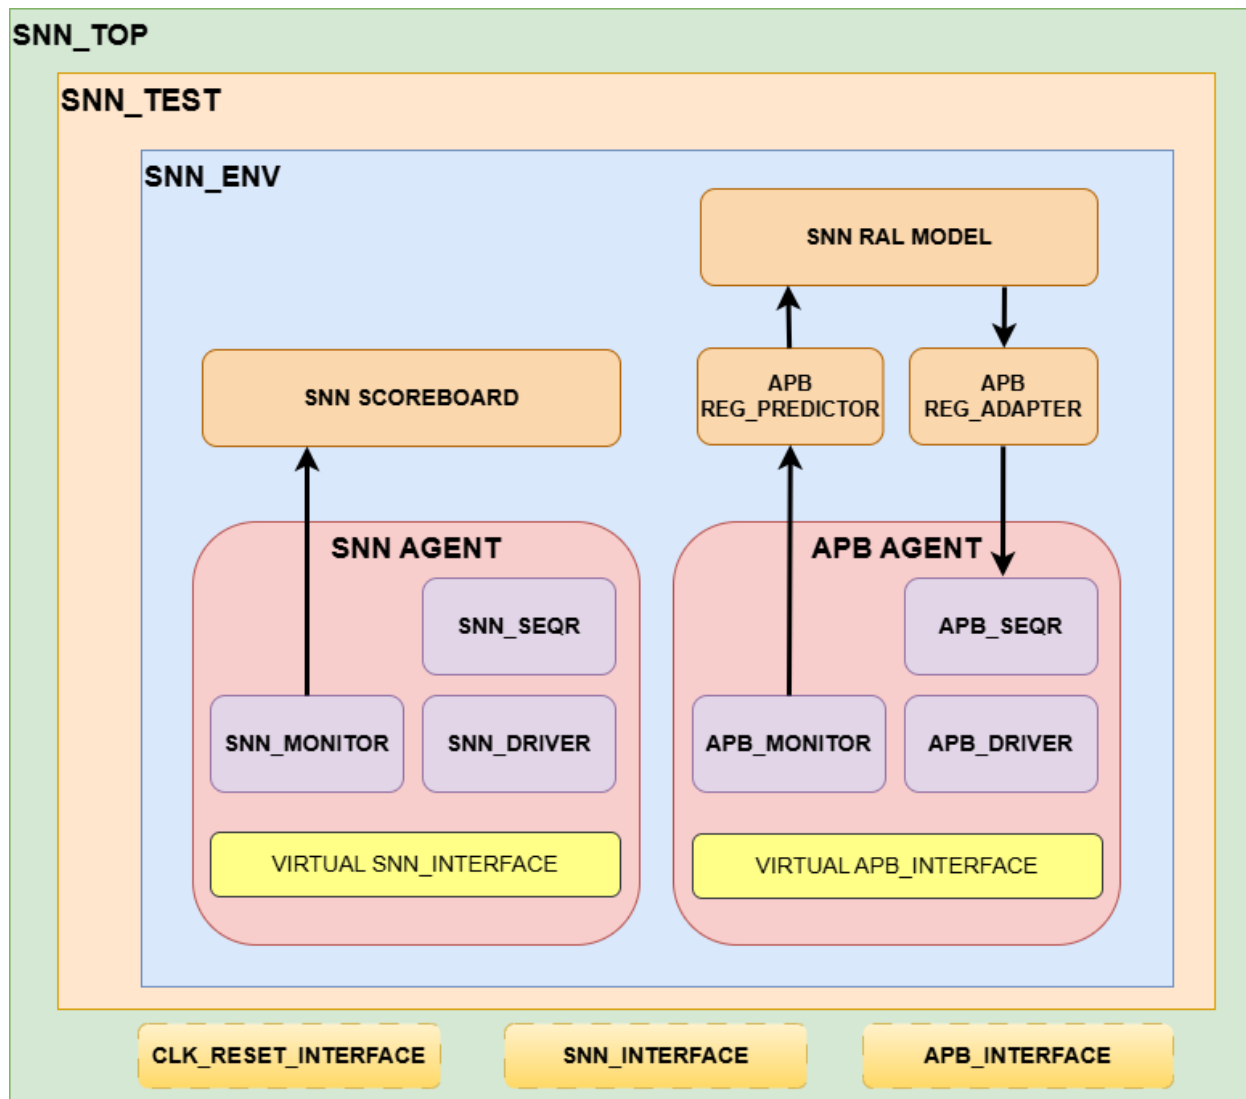 SNN_TOP
SNN_TEST
SNN_ENV
SNN RAL MODEL
SNN SCOREBOARD
APB
REG_PREDICTOR
APB
REG_ADAPTER
SNN AGENT
SNN_SEQR
SNN_MONITOR
SNN_DRIVER
VIRTUAL SNN_INTERFACE
APB AGENT
APB_SEQR
APB_MONITOR
APB_DRIVER
VIRTUAL APB_INTERFACE
CLK_RESET_INTERFACE
SNN_INTERFACE
APB_INTERFACE